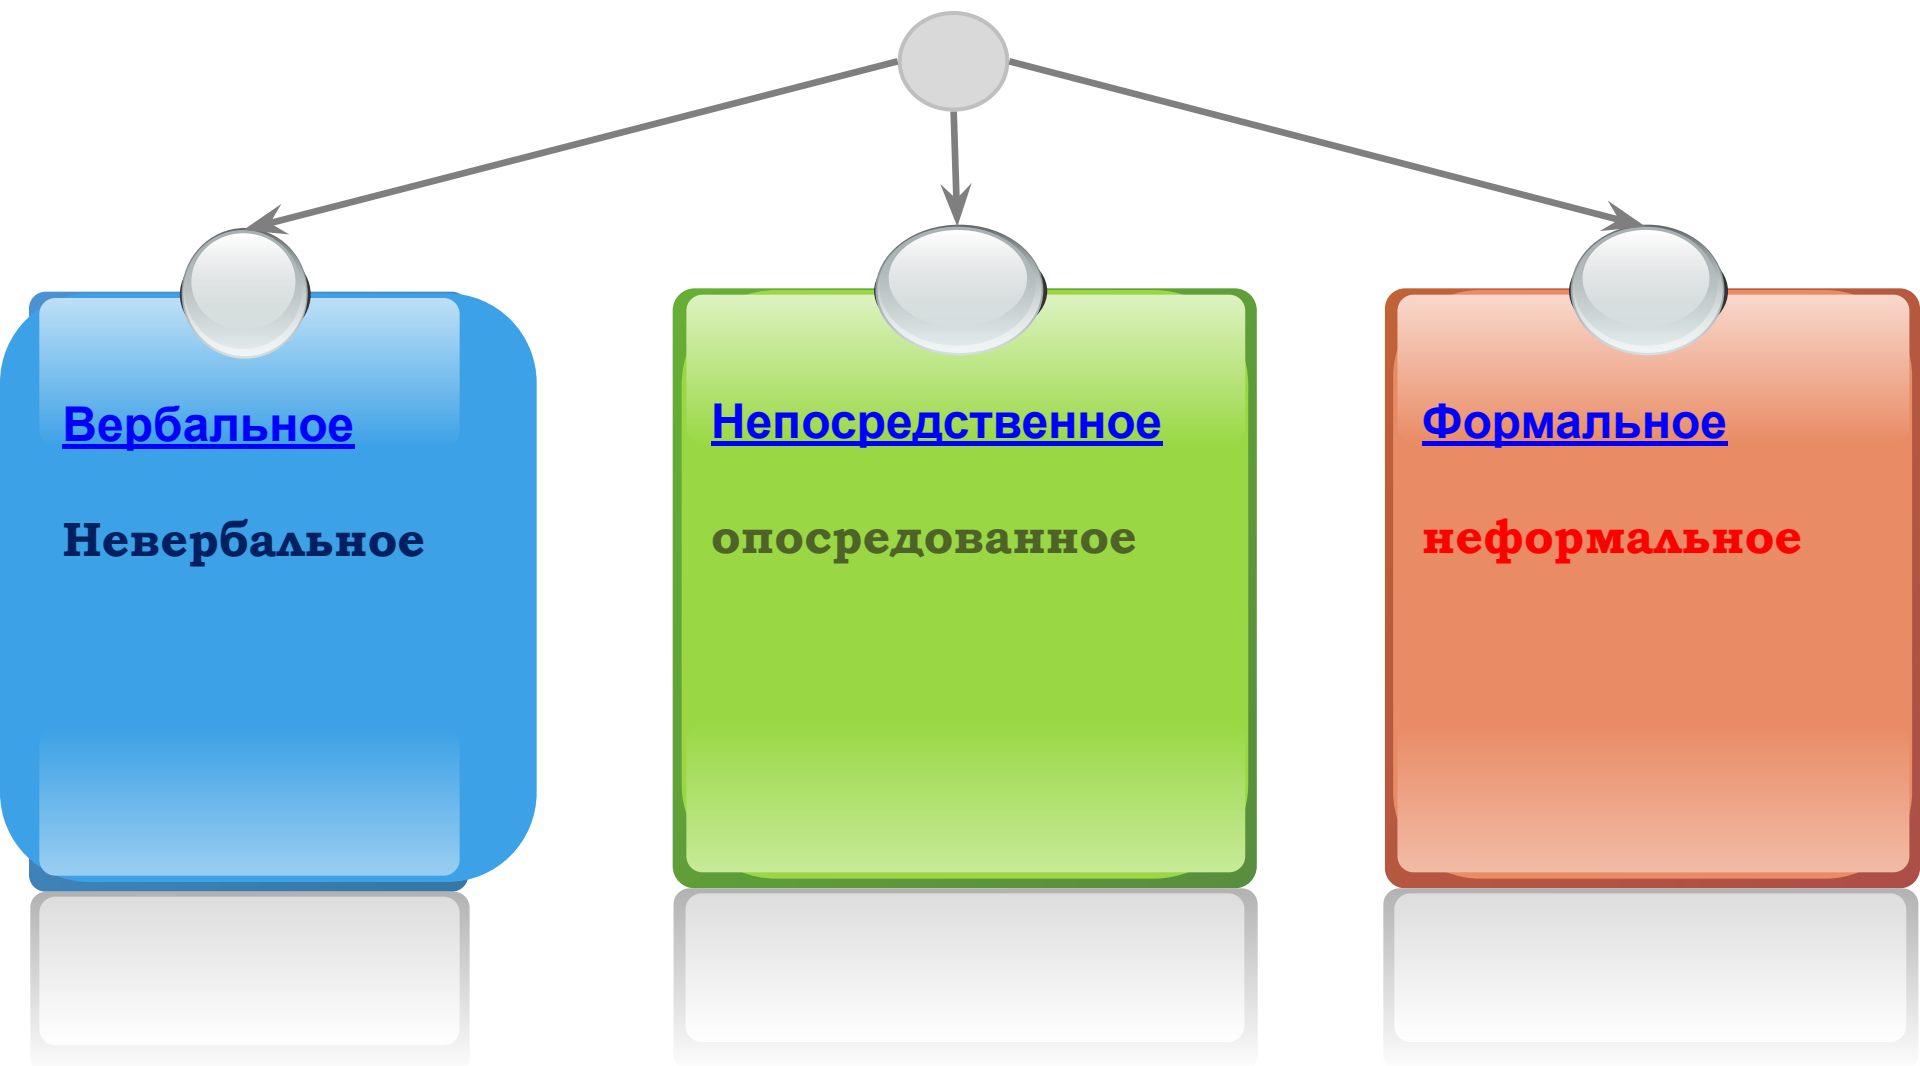 Вербальное
Невербальное
Непосредственное
опосредованное
Формальное
неформальное